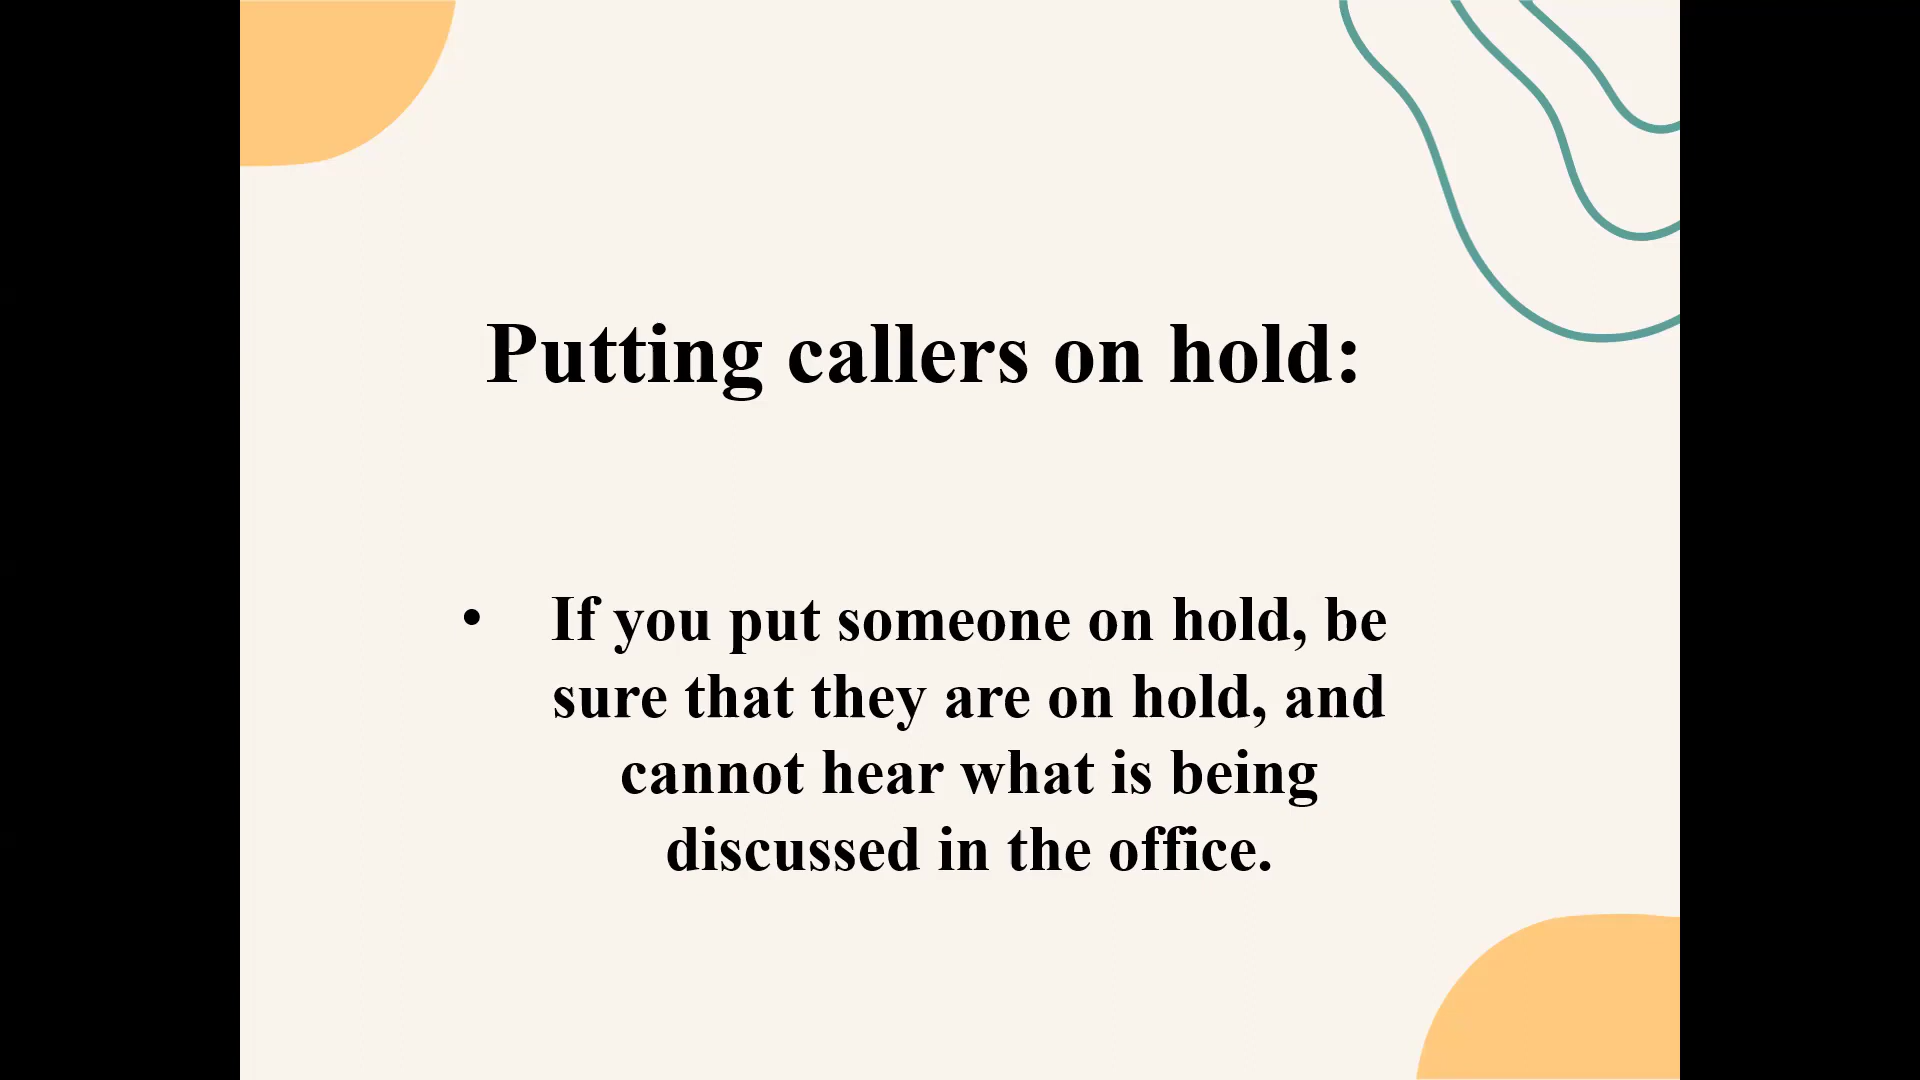 Putting callers on hold:
• If you put someone on hold, be
sure that they are on hold, and
cannot hear what is being
discussed in the office.